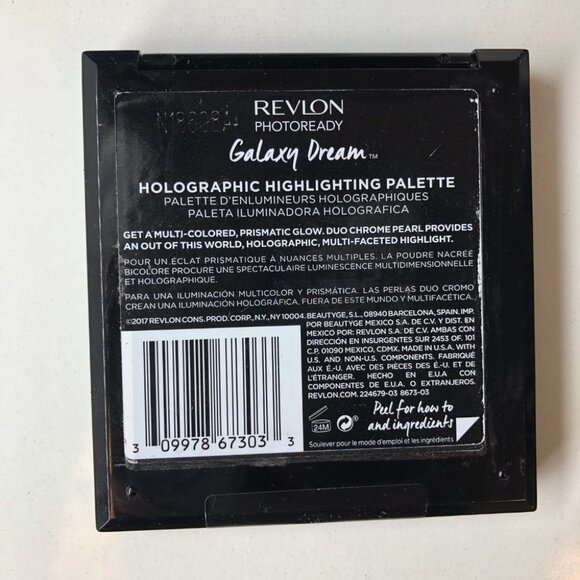 REVLON
PHOTOREADY
Galaxy Dream™
HOLOGRAPHIC HIGHLIGHTING PALETTE
PALETTE D'ENLUMINEURS HOLOGRAPHIQUES
PALETA ILUMINADORA HOLOGRAFICA
GET A MULTI-COLORED, PRISMATIC GLOW. DUO CHROME PEARL PROVIDES
AN OUT OF THIS WORLD, HOLOGRAPHIC, MULTI-FACETED HIGHLIGHT.
POUR UN ÉCLAT PRISMATIQUE À NUANCES MULTIPLES. LA POUDRE NACRÉE
BICOLORE PROCURE UNE SPECTACULAIRE LUMINESCENCE MULTIDIMENSIONNELLE
ET HOLOGRAPHIQUE.
PARA UNA ILUMINACIÓN MULTICOLOR Y PRISMÁTICA. LAS PERLAS DUO CROMO
CREAN UNA ILUMINACIÓN HOLOGRÁFICA, FUERA DE ESTE MUNDO Y MULTIFACÉTICA.
©2017 REVLON CONS. PROD. CORP., N.Y., NY 10004. BEAUTYGE, S.L., 08940 BARCELONA, SPAIN. IMP.
POR BEAUTYGE MEXICO S.A. DE C.V. Y DIST. EN
MEXICO POR: REVLON S.A. DE C.V. AMBAS CON
DIRECCIÓN EN INSURGENTES SUR 2453 OF. 101
C.P. 01090 MEXICO, CDMX. MADE IN U.S.A. WITH
U.S. AND NON-U.S. COMPONENTS. FABRIQUÉ
AUX É.-U. AVEC DES PIÈCES DES É.-U. ET DE
L'ÉTRANGER. HECHO EN E.U.A CON
COMPONENTES DE E.U.A. O EXTRANJEROS.
REVLON.COM. 224679-03 8673-03
24M
Peel for how to
and ingredients
Soulever pour le mode d'emploi et les ingrédients
3 09978 67303 3